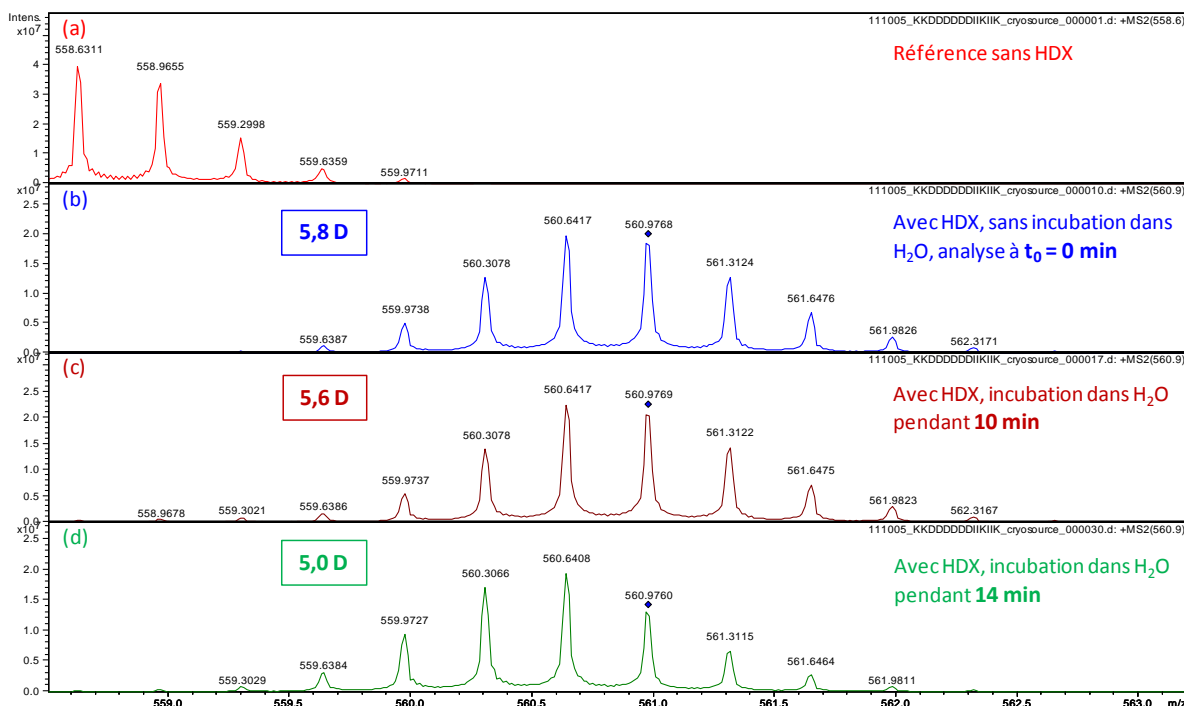 Intens.
x10⁷
(a)
111005_KKDDDDDDIIKIIK_cryosource_000001.d: +MS2(558.6)
558.6311
558.9655
559.2998
559.6359
559.9711
Référence sans HDX
4
3
2
1
0
x10⁷
(b)
111005_KKDDDDDDIIKIIK_cryosource_000010.d: +MS2(560.9)
5,8 D
559.6387
559.9738
560.3078
560.6417
560.9768
561.3124
561.6476
561.9826
562.3171
Avec HDX, sans incubation dans
H₂O, analyse à t₀ = 0 min
2.5
2.0
1.5
1.0
0.5
0.0
x10⁷
(c)
111005_KKDDDDDDIIKIIK_cryosource_000017.d: +MS2(560.9)
5,6 D
558.9678
559.3021
559.6386
559.9737
560.3078
560.6417
560.9769
561.3122
561.6475
561.9823
562.3167
Avec HDX, incubation dans H₂O
pendant 10 min
2.5
2.0
1.5
1.0
0.5
0.0
x10⁷
(d)
111005_KKDDDDDDIIKIIK_cryosource_000030.d: +MS2(560.9)
5,0 D
559.3029
559.6384
559.9727
560.3066
560.6408
560.9760
561.3115
561.6464
561.9811
Avec HDX, incubation dans H₂O
pendant 14 min
2.5
2.0
1.5
1.0
0.5
0.0
559.0 559.5 560.0 560.5 561.0 561.5 562.0 562.5 563.0 m/z